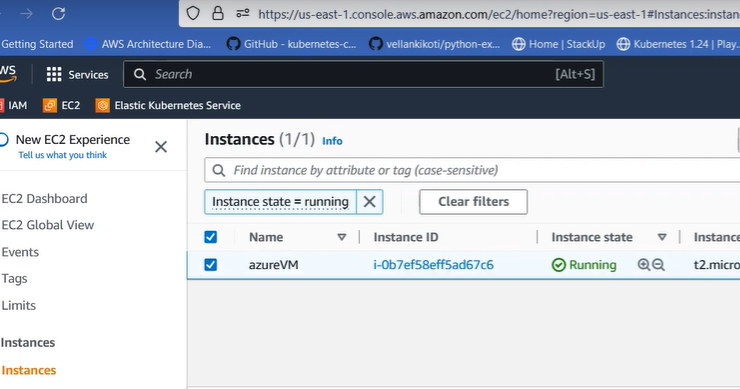 https://us-east-1.console.aws.amazon.com/ec2/home?region=us-east-1#Instances:instan
Getting Started AWS Architecture Dia... GitHub - kubernetes-c... vellankikoti/python-ex... Home | StackUp Kubernetes 1.24 | Play...
Services Search [Alt+S]
IAM EC2 Elastic Kubernetes Service
New EC2 Experience
Tell us what you think
EC2 Dashboard
EC2 Global View
Events
Tags
Limits
Instances
Instances
Instances (1/1) Info
Find instance by attribute or tag (case-sensitive)
Instance state = running Clear filters
Name Instance ID Instance state Instance
azureVM i-0b7ef58eff5ad67c6 Running t2.micro